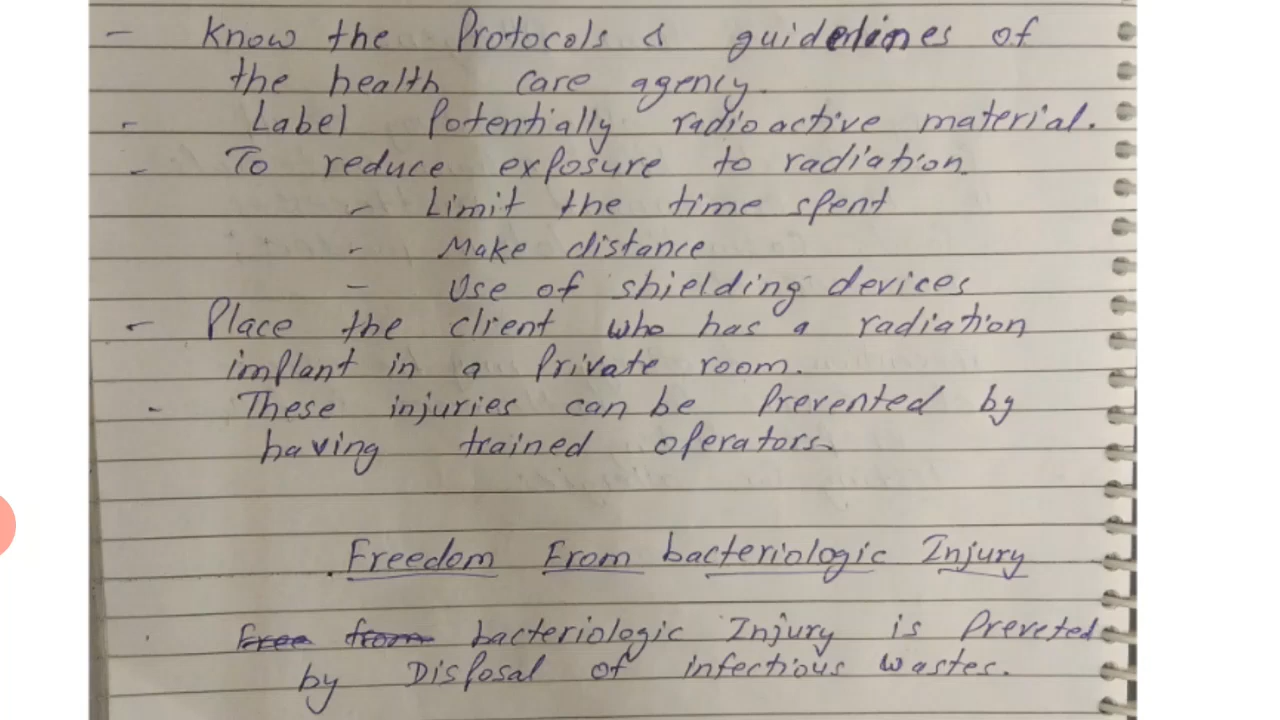 - Know the Protocols & guidelines of
the health care agency.
- Label Potentially radioactive material.
- To reduce exposure to radiation.
- Limit the time spent
- Make distance
- Use of shielding devices
- Place the client who has a radiation
implant in a Private room.
- These injuries can be Prevented by
having trained operators.
Freedom From bacteriologic Injury
Free from bacteriologic Injury is Preveted
by Disposal of infectious wastes.